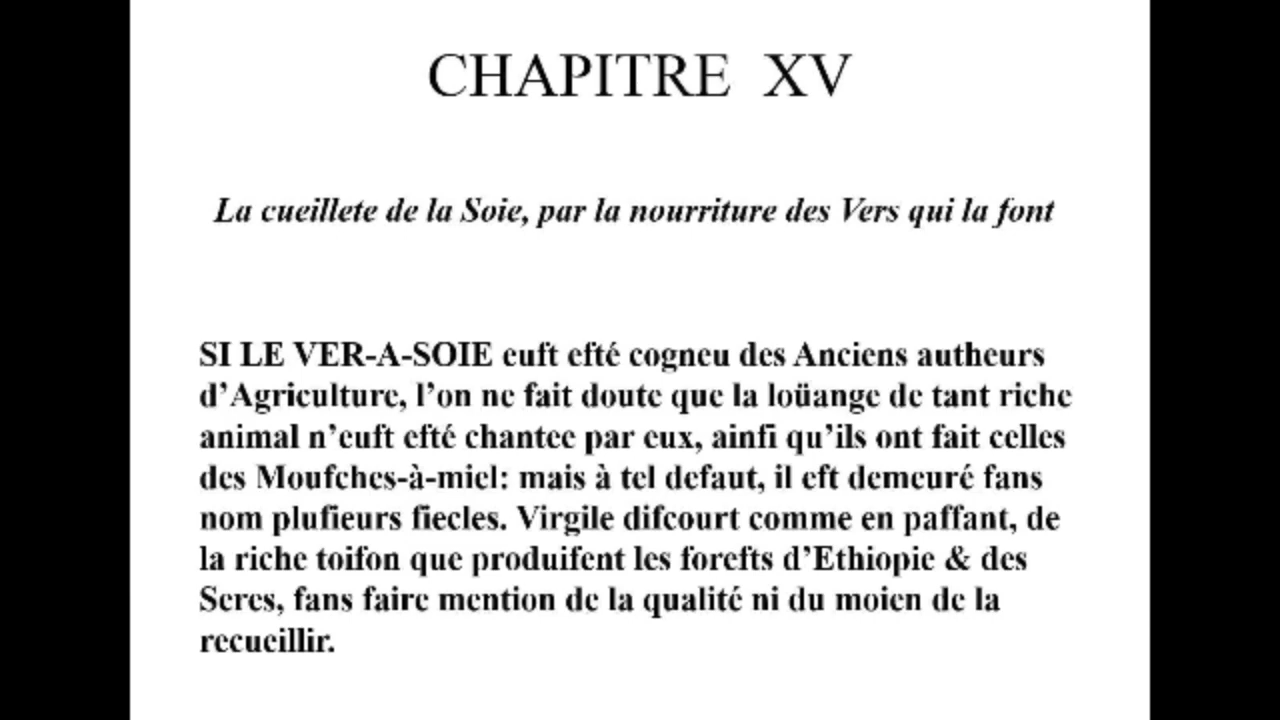 CHAPITRE XV
La cueillete de la Soie, par la nourriture des Vers qui la font
SI LE VER-A-SOIE euft efté cogneu des Anciens autheurs
d’Agriculture, l’on ne fait doute que la loüange de tant riche
animal n’euft efté chantee par eux, ainfi qu’ils ont fait celles
des Moufches-à-miel: mais à tel defaut, il eft demeuré fans
nom plufieurs fiecles. Virgile difcourt comme en paffant, de
la riche toifon que produifent les forefts d’Ethiopie & des
Seres, fans faire mention de la qualité ni du moien de la
recueillir.